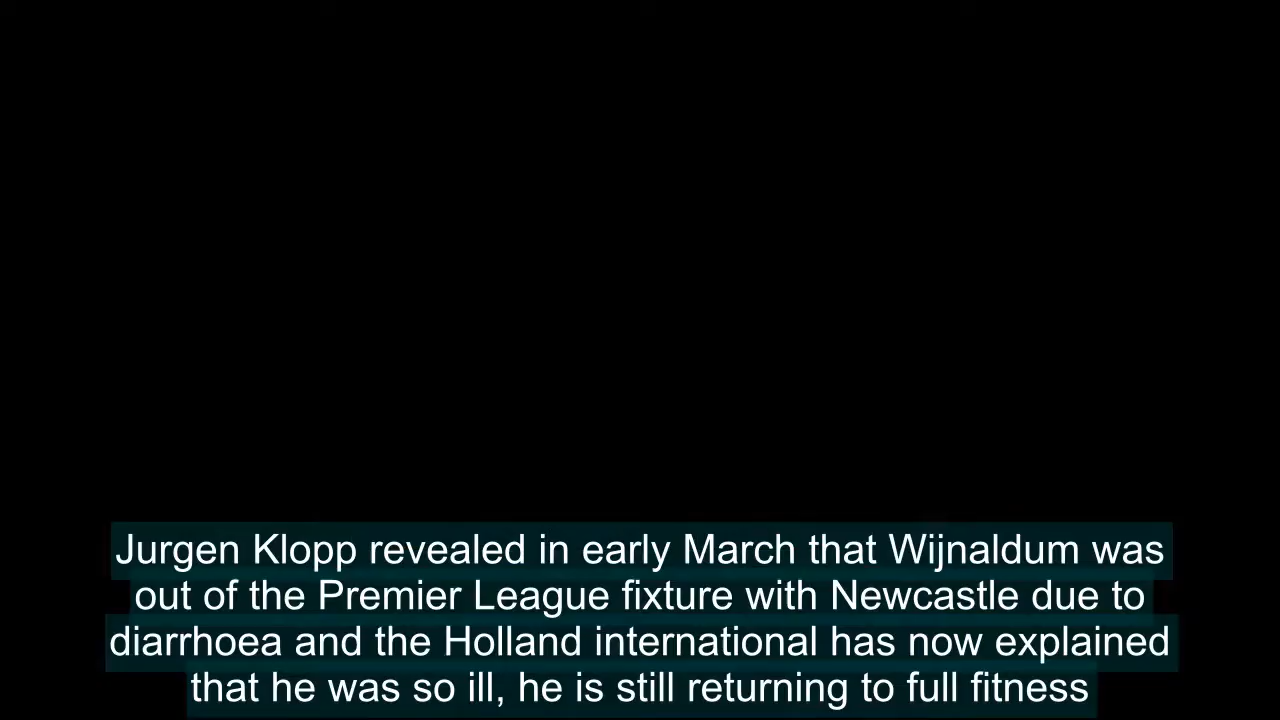 Jurgen Klopp revealed in early March that Wijnaldum was
out of the Premier League fixture with Newcastle due to
diarrhoea and the Holland international has now explained
that he was so ill, he is still returning to full fitness